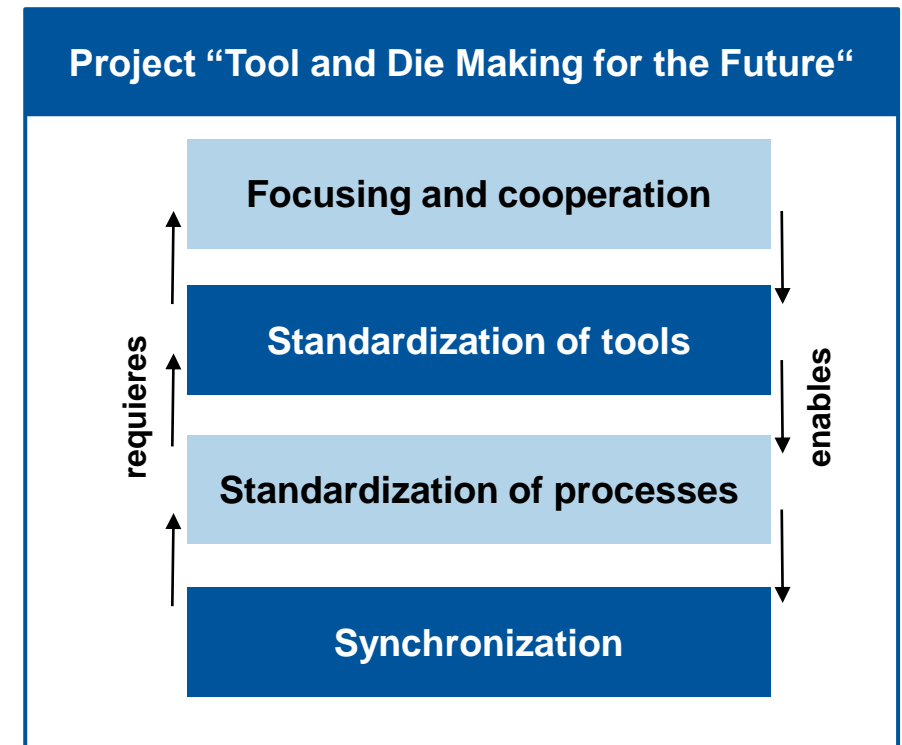 Project “Tool and Die Making for the Future“
Focusing and cooperation
Standardization of tools
requieres
enables
Standardization of processes
Synchronization